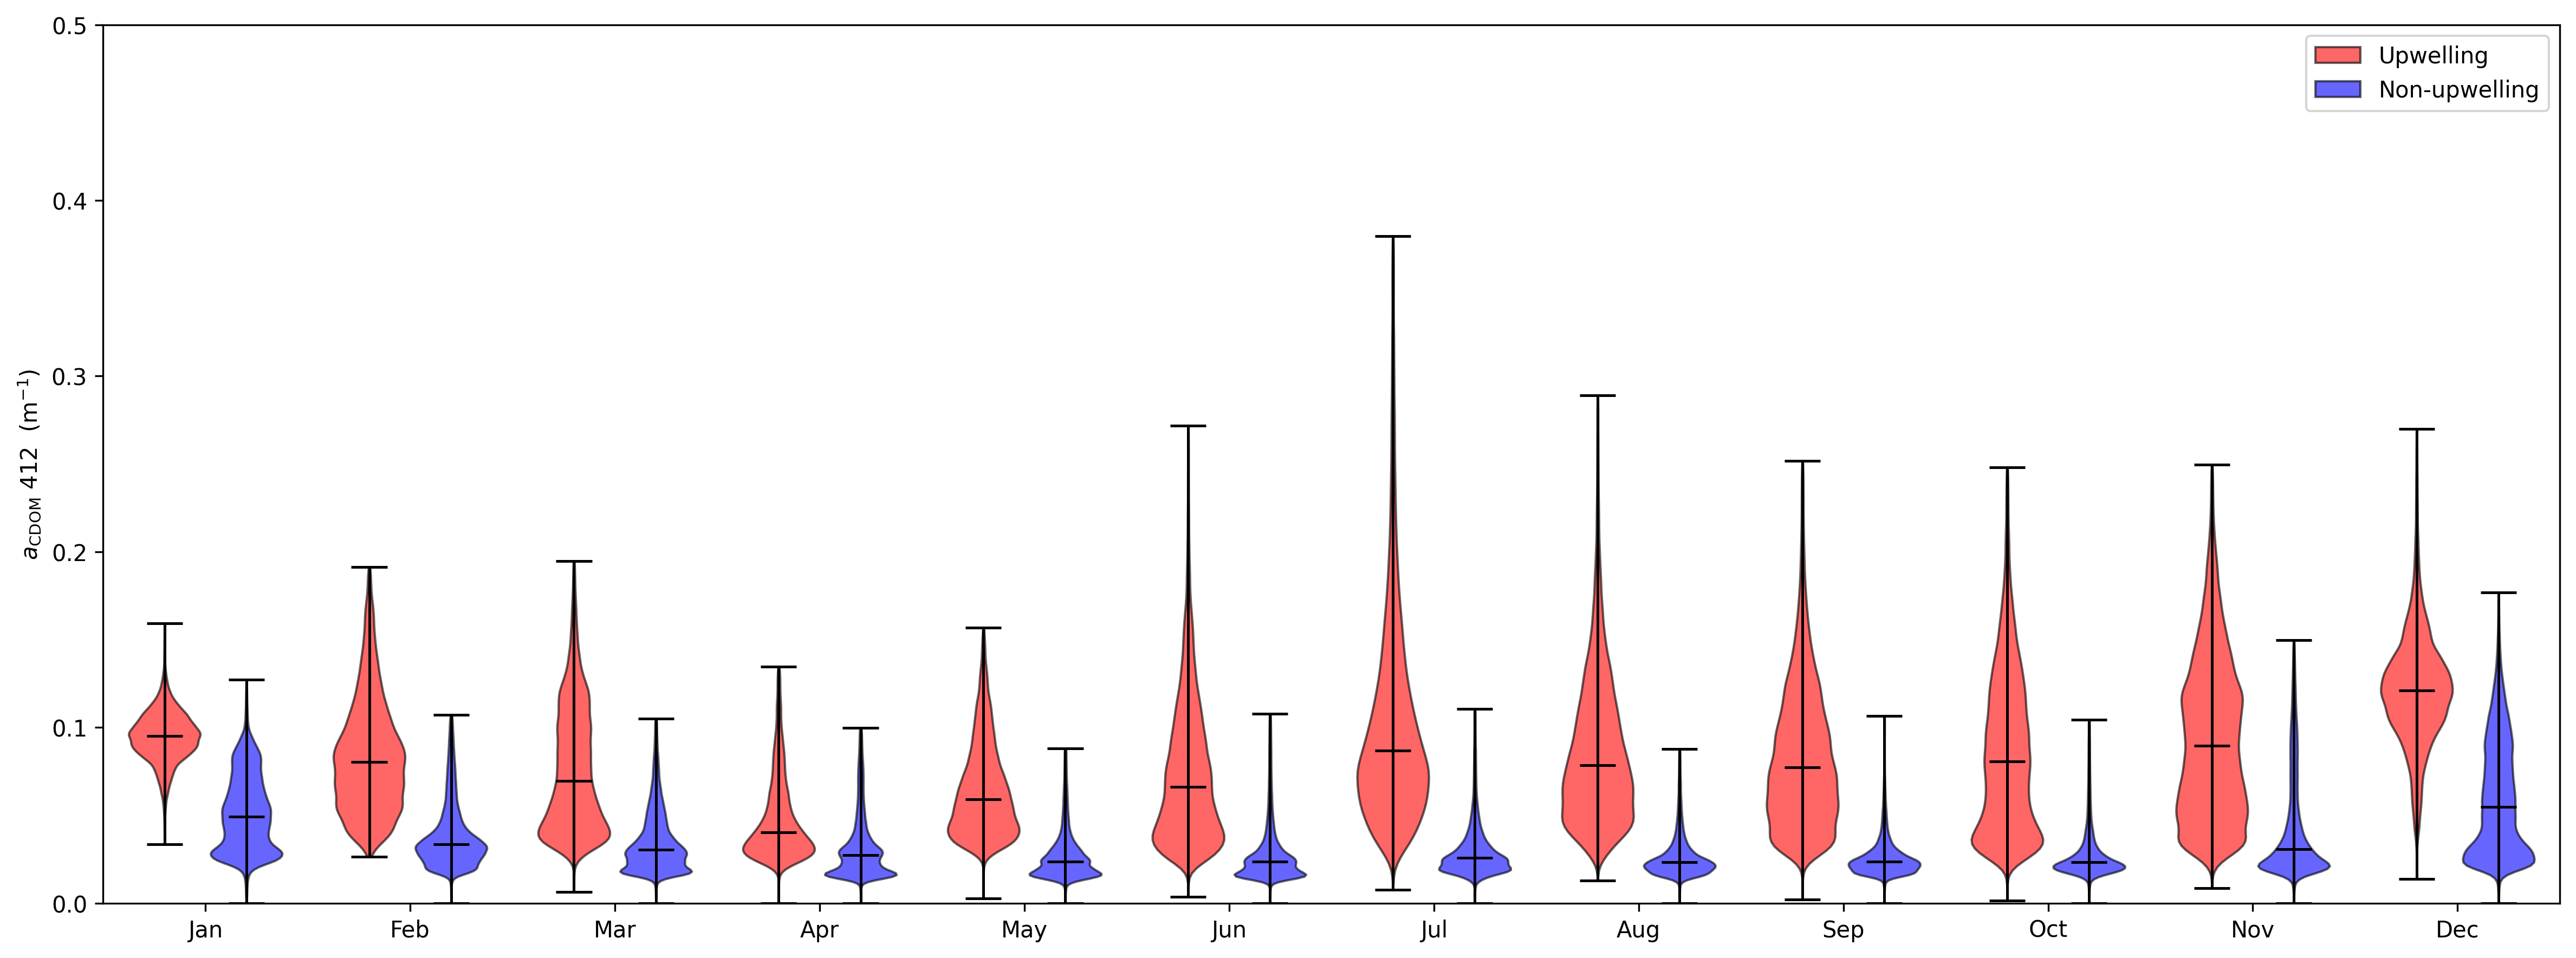 0.5
0.4
0.3
0.2
0.1
0.0
aCDOM 412 (m⁻¹)
Upwelling
Non-upwelling
Jan Feb Mar Apr May Jun Jul Aug Sep Oct Nov Dec